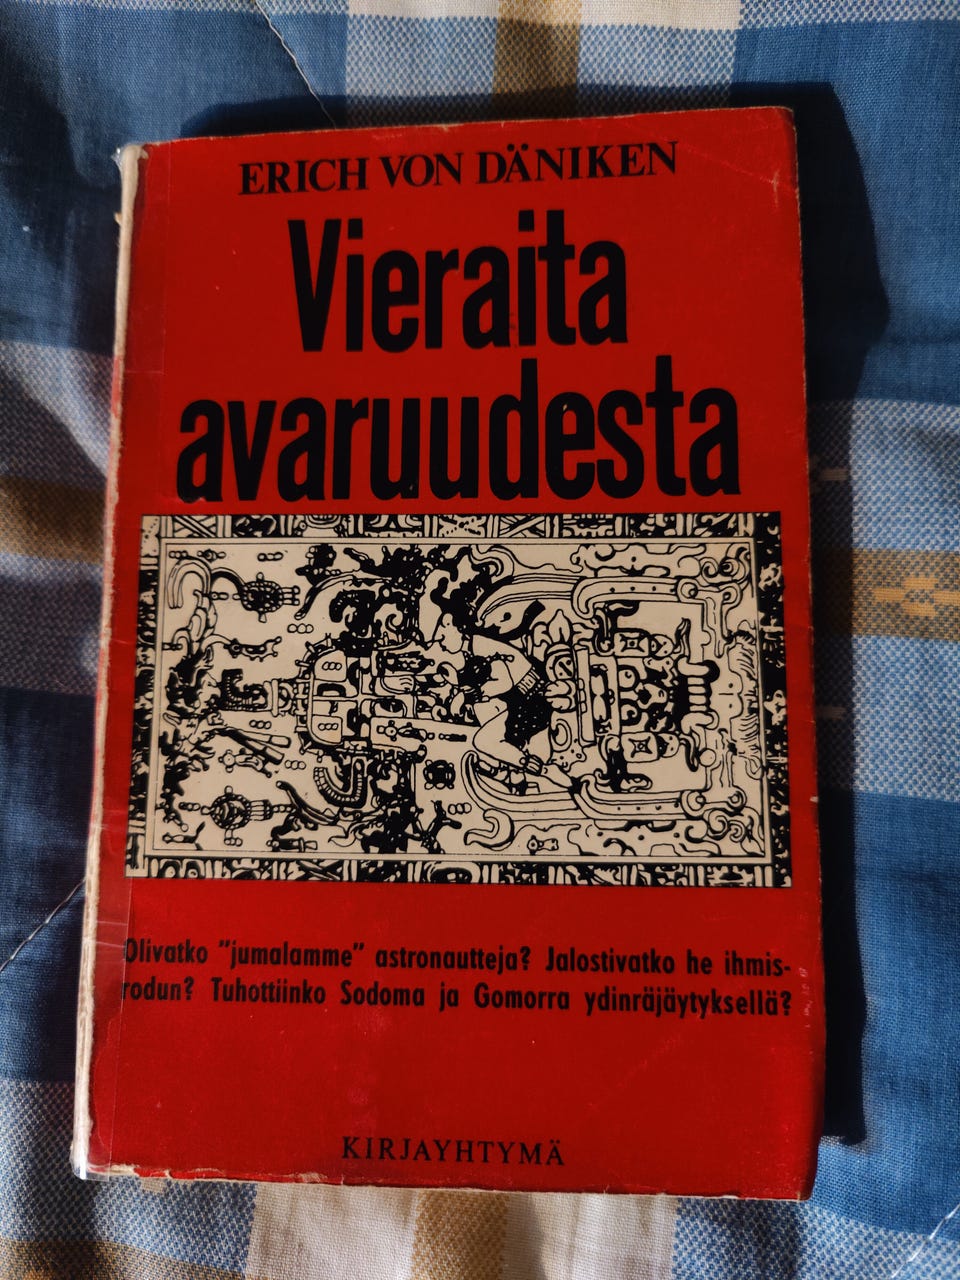 ERICH VON DÄNIKEN
Vieraita
avaruudesta
Olivatko ”jumalamme” astronautteja? Jalostivatko he ihmis-
rodun? Tuhottiinko Sodoma ja Gomorra ydinräjäytyksellä?
KIRJAYHTYMÄ